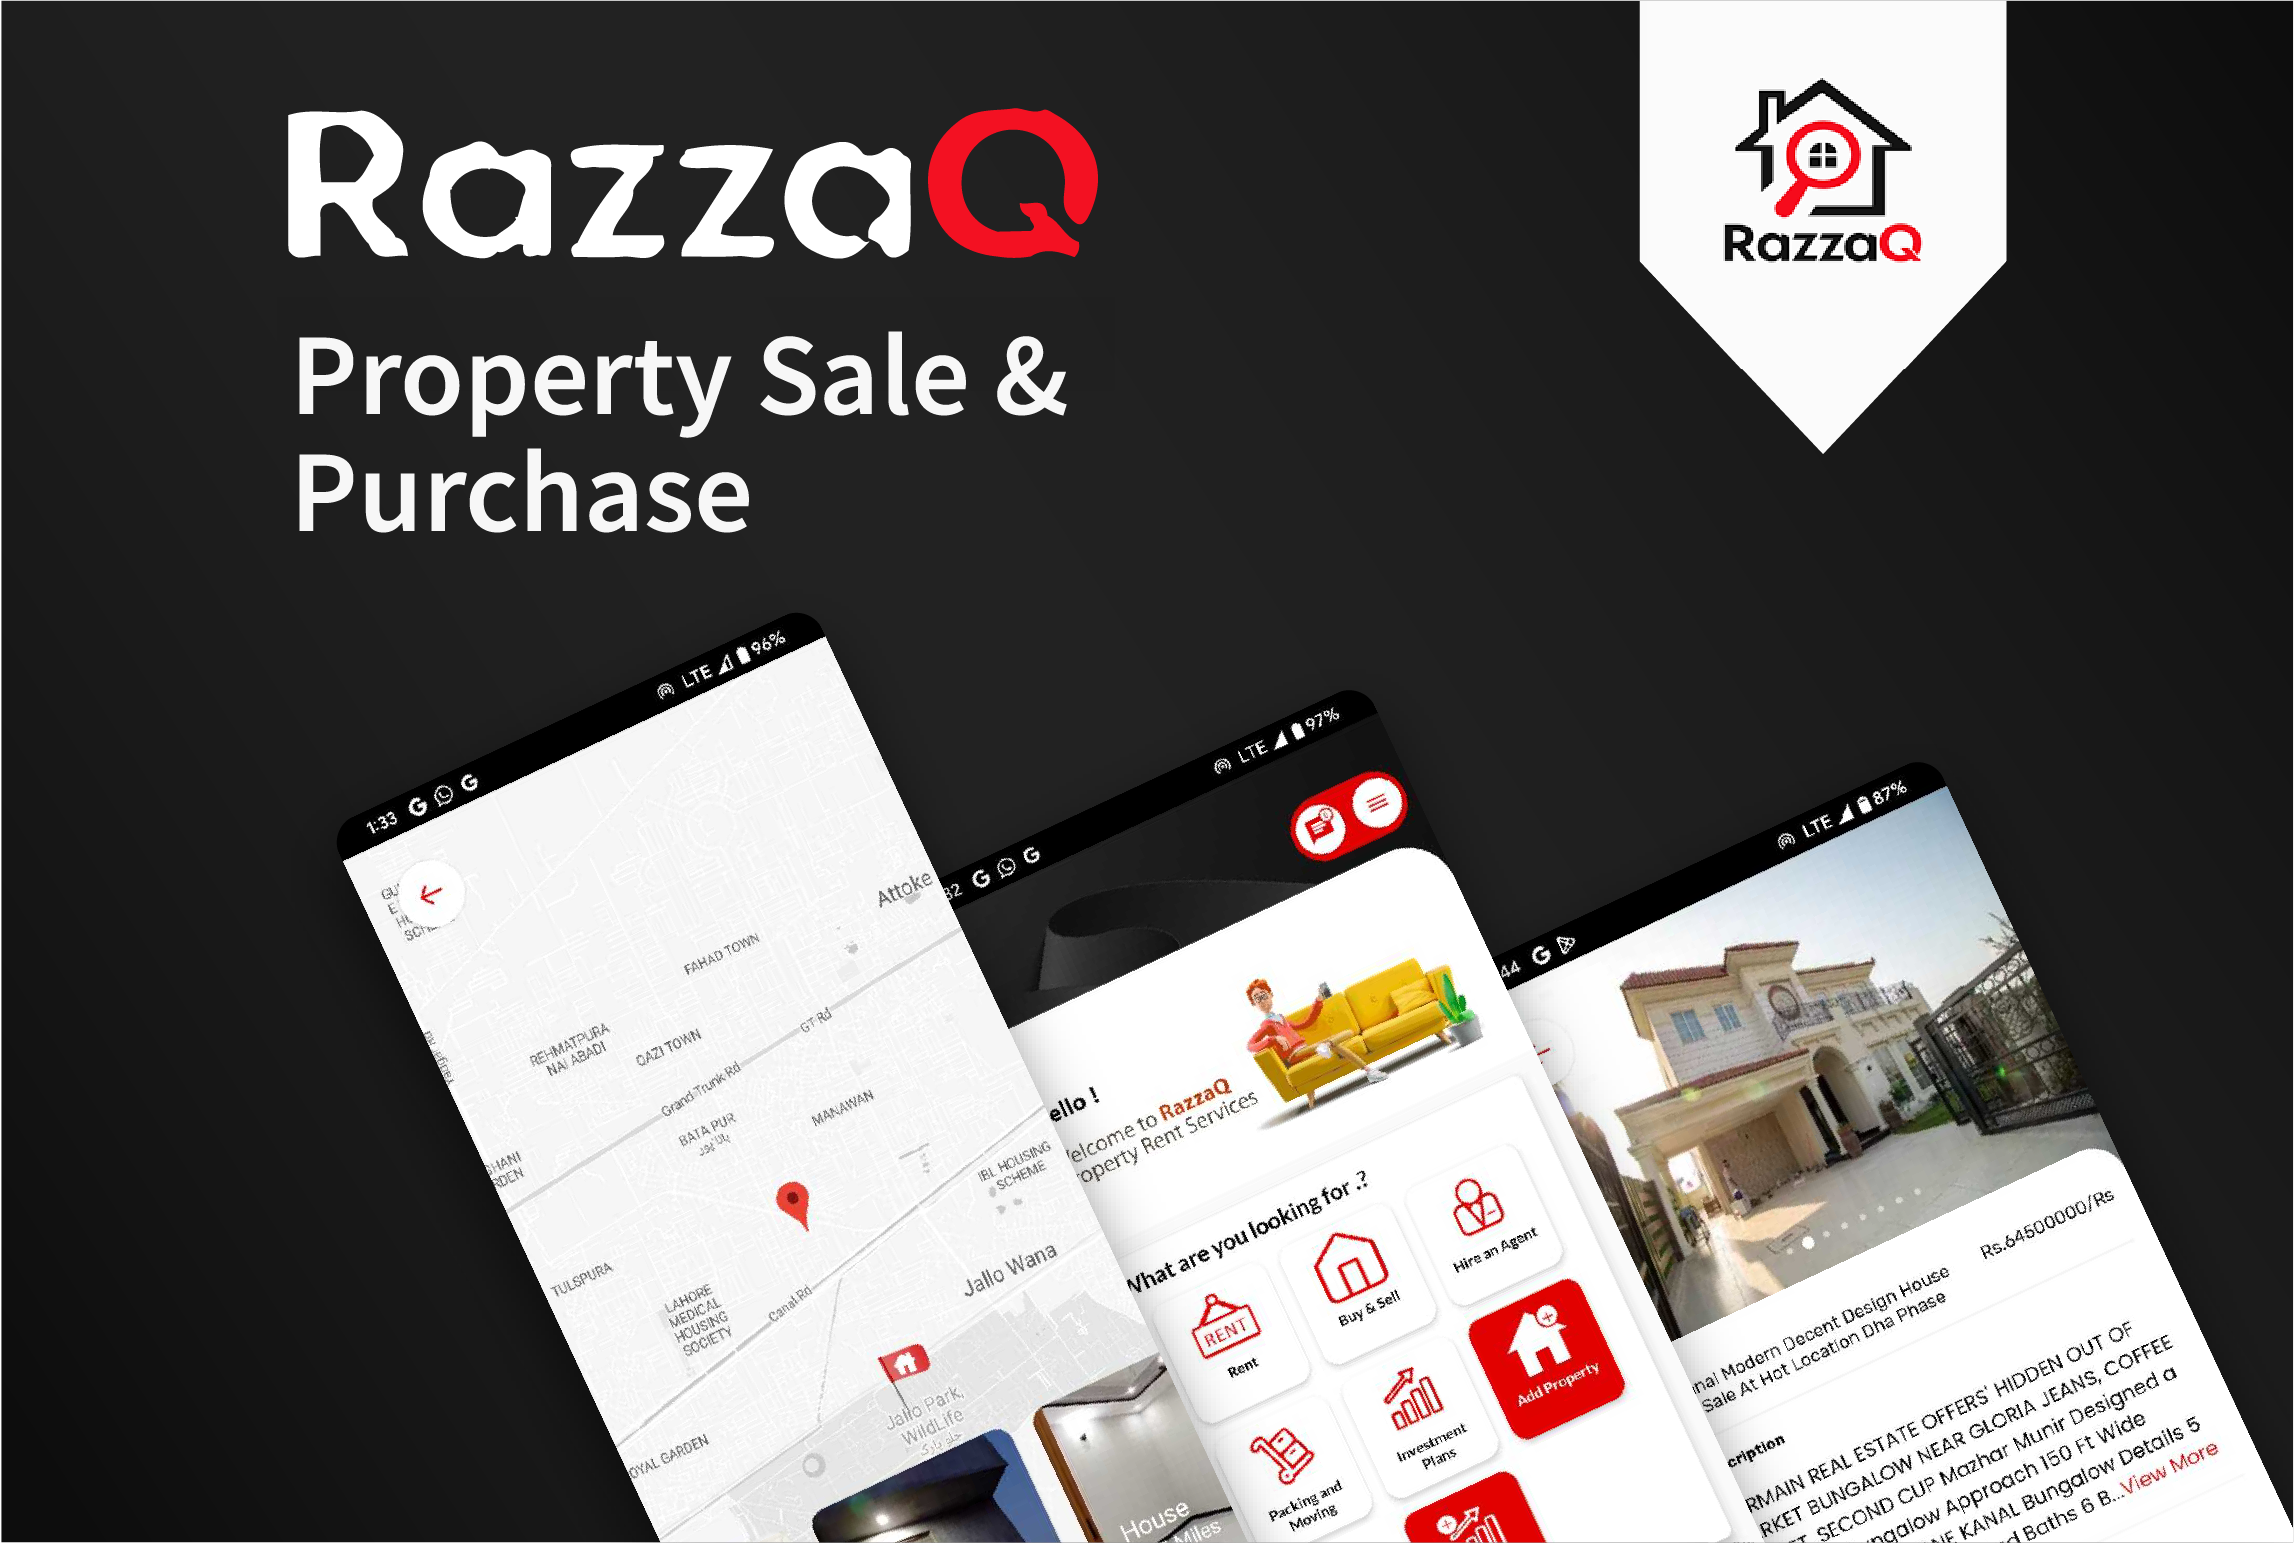 RazzaQ
Property Sale &
Purchase
RazzaQ
1:33
LTE
96%
Attoke
FAHAD TOWN
REHMATPURA
NAI ABADI
QAZI TOWN
GT Rd
Grand Trunk Rd
BATA PUR
MANAWAN
IBL HOUSING
SCHEME
TULSPURA
LAHORE
MEDICAL
HOUSING
SOCIETY
Canal Rd
Jallo Wana
Jallo Park,
WildLife
OYAL GARDEN
House
Miles
32
LTE
97%
ello !
elcome to RazzaQ
operty Rent Services
What are you looking for .?
RENT
Rent
Buy & Sell
Hire an Agent
Packing and
Moving
Investment
Plans
Add Property
44
LTE
87%
Rs.64500000/Rs
nal Modern Decent Design House
Sale At Hot Location Dha Phase
cription
RMAIN REAL ESTATE OFFERS' HIDDEN OUT OF
RKET BUNGALOW NEAR GLORIA JEANS, COFFEE
SECOND CUP Mazhar Munir Designed a
ngalow Approach 150 Ft Wide
NE KANAL Bungalow Details 5
d Baths 6 B...View More